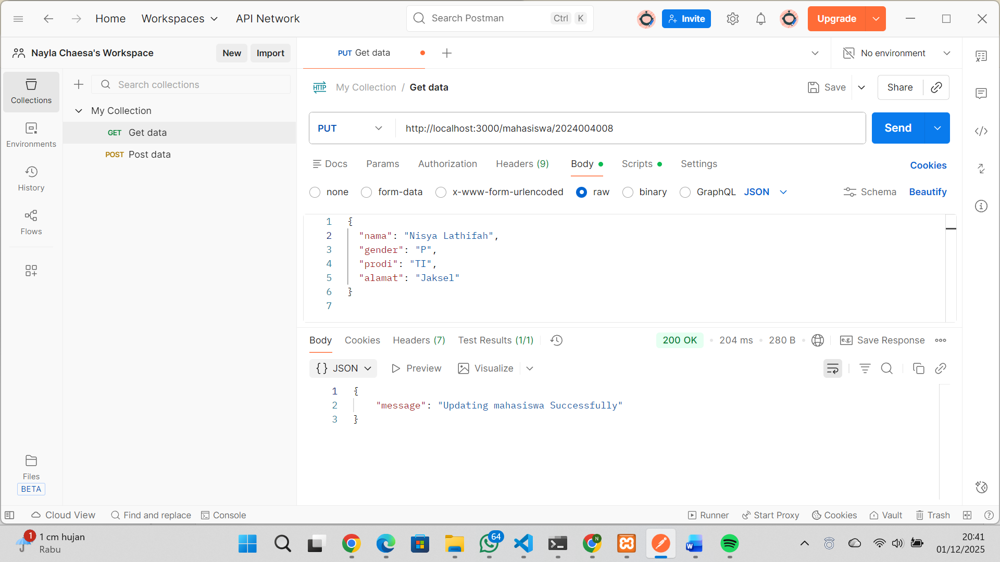 Home
Workspaces
API Network
Search Postman
Ctrl K
Invite
Upgrade
Nayla Chaesa's Workspace
New
Import
PUT Get data
No environment
Collections
Environments
History
Flows
Files
BETA
Search collections
My Collection
GET Get data
POST Post data
HTTP My Collection / Get data
Save
Share
PUT
http://localhost:3000/mahasiswa/2024004008
Send
Docs
Params
Authorization
Headers (9)
Body
Scripts
Settings
Cookies
none
form-data
x-www-form-urlencoded
raw
binary
GraphQL
JSON
Schema
Beautify
1 {
2 "nama": "Nisya Lathifah",
3 "gender": "P",
4 "prodi": "TI",
5 "alamat": "Jaksel"
6 }
7
Body
Cookies
Headers (7)
Test Results (1/1)
200 OK
204 ms
280 B
e.g. Save Response
{} JSON
Preview
Visualize
1 {
2 "message": "Updating mahasiswa Successfully"
3 }
Cloud View
Find and replace
Console
Runner
Start Proxy
Cookies
Vault
Trash
1
1 cm hujan
Rabu
64
N
W
20:41
01/12/2025